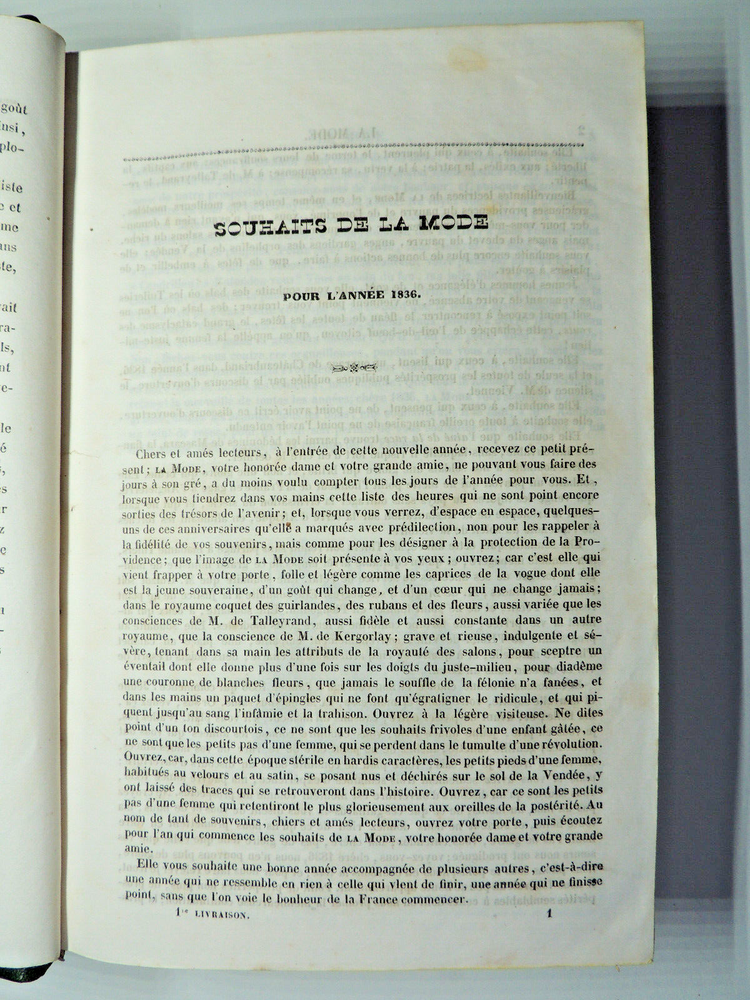 goût
insi,
plo-
iste
e et
me
ans
te,
ait
ra-
ls,
nt
e-
le
é
s
r
z
c
s
SOUHAITS DE LA MODE
POUR L'ANNÉE 1836.
Chers et amés lecteurs, à l'entrée de cette nouvelle année, recevez ce petit pré-
sent; LA MODE, votre honorée dame et votre grande amie, ne pouvant vous faire des
jours à son gré, a du moins voulu compter tous les jours de l'année pour vous. Et,
lorsque vous tiendrez dans vos mains cette liste des heures qui ne sont point encore
sorties des trésors de l'avenir; et, lorsque vous verrez, d'espace en espace, quelques-
uns de ces anniversaires qu'elle a marqués avec prédilection, non pour les rappeler à
la fidélité de vos souvenirs, mais comme pour les désigner à la protection de la Pro-
vidence; que l'image de LA MODE soit présente à vos yeux; ouvrez; car c'est elle qui
vient frapper à votre porte, folle et légère comme les caprices de la vogue dont elle
est la jeune souveraine, d'un goût qui change, et d'un cœur qui ne change jamais;
dans le royaume coquet des guirlandes, des rubans et des fleurs, aussi variée que les
consciences de M. de Talleyrand, aussi fidèle et aussi constante dans un autre
royaume, que la conscience de M. de Kergorlay; grave et rieuse, indulgente et sé-
vère, tenant dans sa main les attributs de la royauté des salons, pour sceptre un
éventail dont elle donne plus d'une fois sur les doigts du juste-milieu, pour diadème
une couronne de blanches fleurs, que jamais le souffle de la félonie n'a fanées, et
dans les mains un paquet d'épingles qui ne font qu'égratigner le ridicule, et qui pi-
quent jusqu'au sang l'infâmie et la trahison. Ouvrez à la légère visiteuse. Ne dites
point d'un ton discourtois, ce ne sont que les souhaits frivoles d'une enfant gâtée, ce
ne sont que les petits pas d'une femme, qui se perdent dans le tumulte d'une révolution.
Ouvrez, car, dans cette époque stérile en hardis caractères, les petits pieds d'une femme,
habitués au velours et au satin, se posant nus et déchirés sur le sol de la Vendée, y
ont laissé des traces qui se retrouveront dans l'histoire. Ouvrez, car ce sont les petits
pas d'une femme qui retentiront le plus glorieusement aux oreilles de la postérité. Au
nom de tant de souvenirs, chiers et amés lecteurs, ouvrez votre porte, puis écoutez
pour l'an qui commence les souhaits de LA MODE, votre honorée dame et votre grande
amie.
Elle vous souhaite une bonne année accompagnée de plusieurs autres, c'est-à-dire
une année qui ne ressemble en rien à celle qui vient de finir, une année qui ne finisse
point, sans que l'on voie le bonheur de la France commencer.
1re LIVRAISON. 1